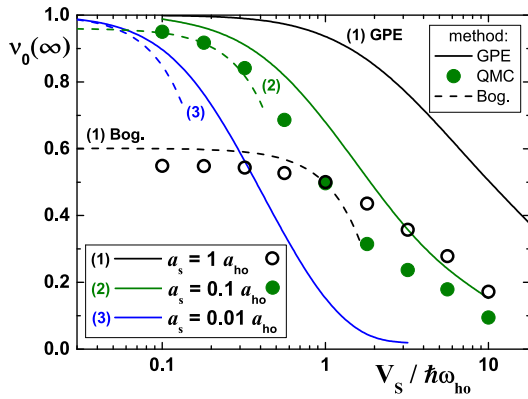 ν₀(∞)
1.0
0.8
0.6
0.4
0.2
0.0
(1) GPE
method:
GPE
QMC
Bog.
(2)
(3)
(1) Bog.
(1) aₛ = 1 aₕₒ
(2) aₛ = 0.1 aₕₒ
(3) aₛ = 0.01 aₕₒ
0.1 1 10
V_S / ħω_ho